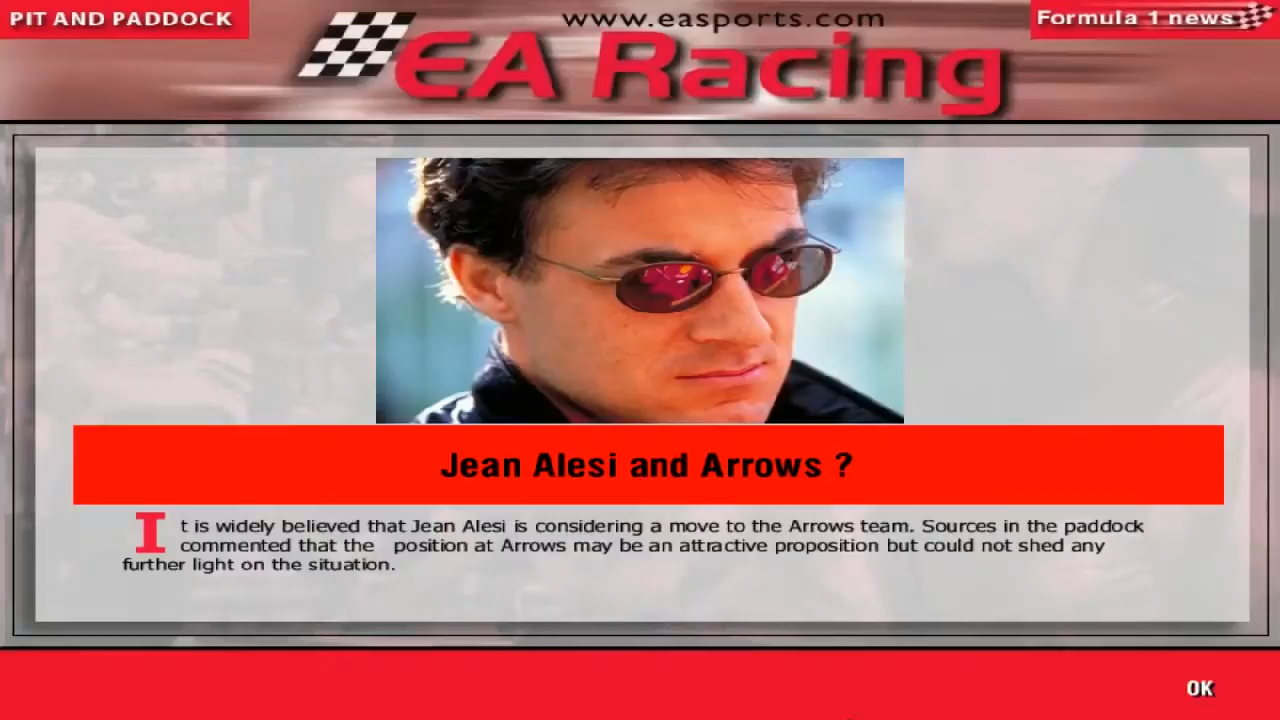 PIT AND PADDOCK
www.easports.com
Formula 1 news
EA Racing
Jean Alesi and Arrows ?
It is widely believed that Jean Alesi is considering a move to the Arrows team. Sources in the paddock
commented that the position at Arrows may be an attractive proposition but could not shed any
further light on the situation.
OK